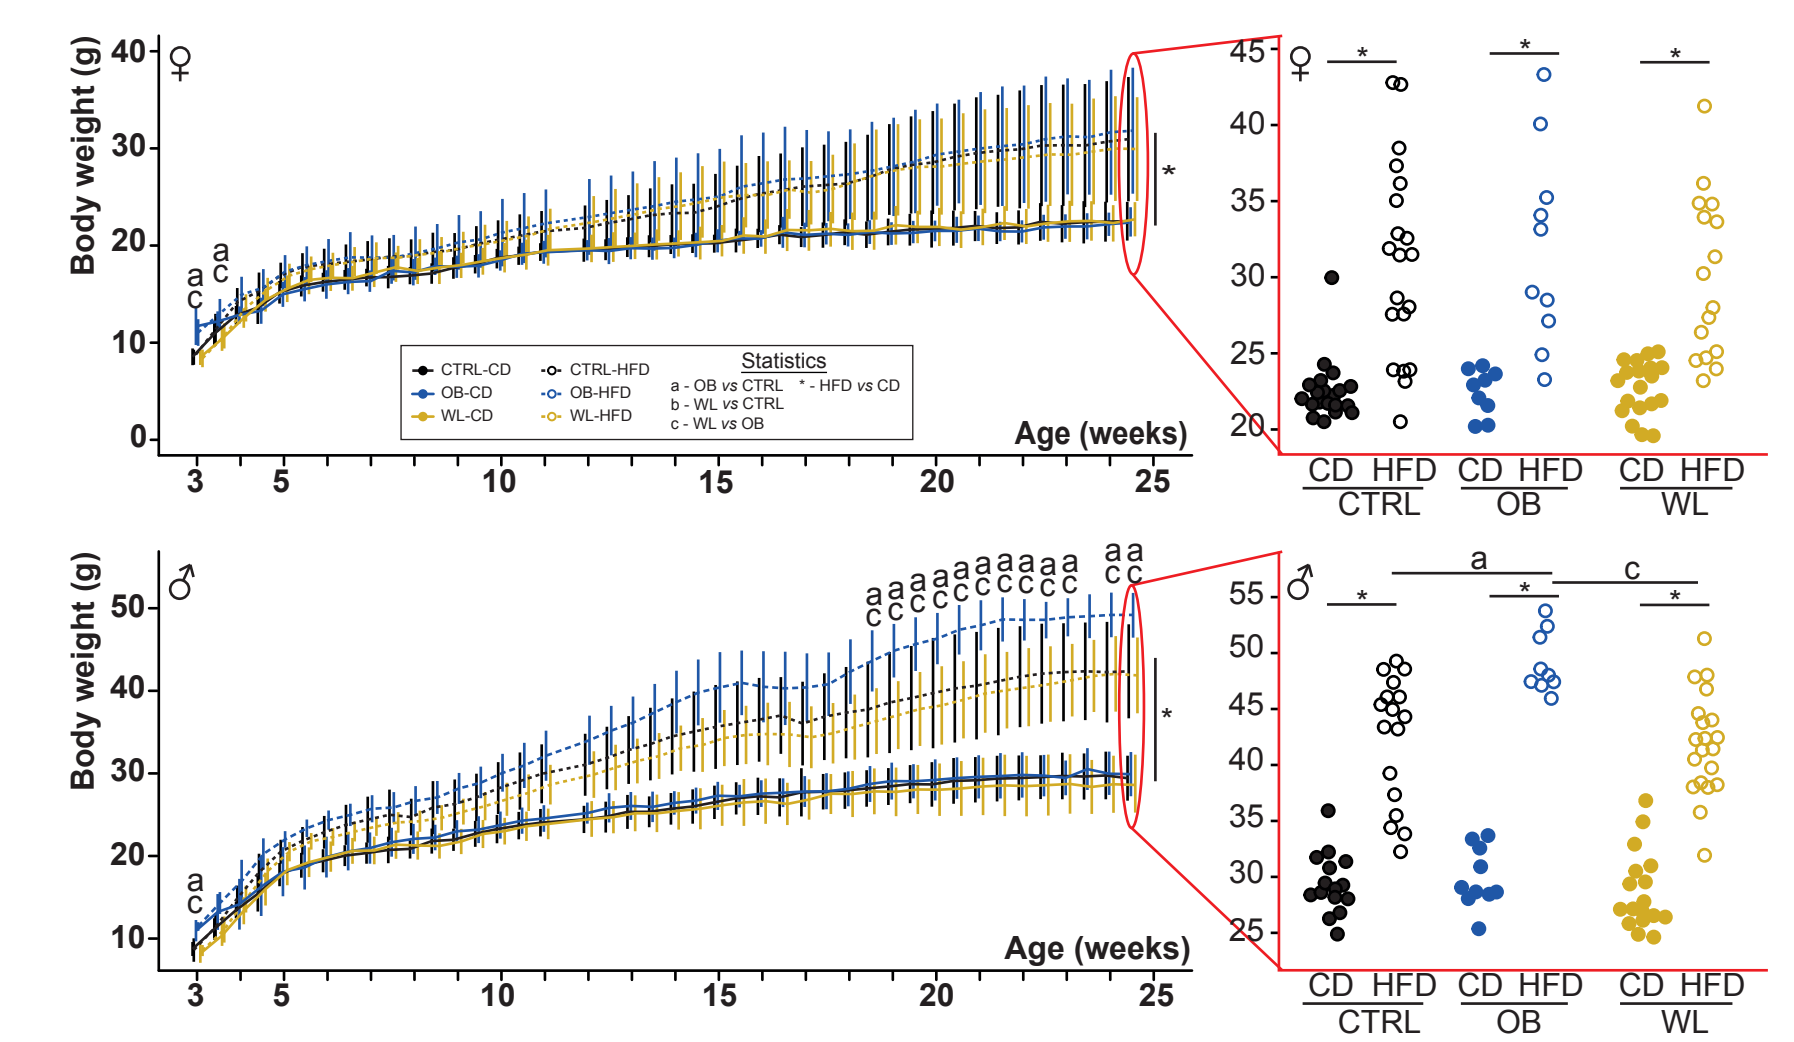 Body weight (g)
40
30
20
10
0
♀
a
c
a
c
*
CTRL-CD
CTRL-HFD
OB-CD
OB-HFD
WL-CD
WL-HFD
Statistics
a - OB vs CTRL * - HFD vs CD
b - WL vs CTRL
c - WL vs OB
Age (weeks)
3 5 10 15 20 25
45
40
35
30
25
20
♀
* * *
CD HFD CD HFD CD HFD
CTRL OB WL
Body weight (g)
50
40
30
20
10
♂
a
c
a a a a a a a a a a a a
c c c c c c c c c c c c
*
Age (weeks)
3 5 10 15 20 25
55
50
45
40
35
30
25
♂
a
c
* * *
CD HFD CD HFD CD HFD
CTRL OB WL